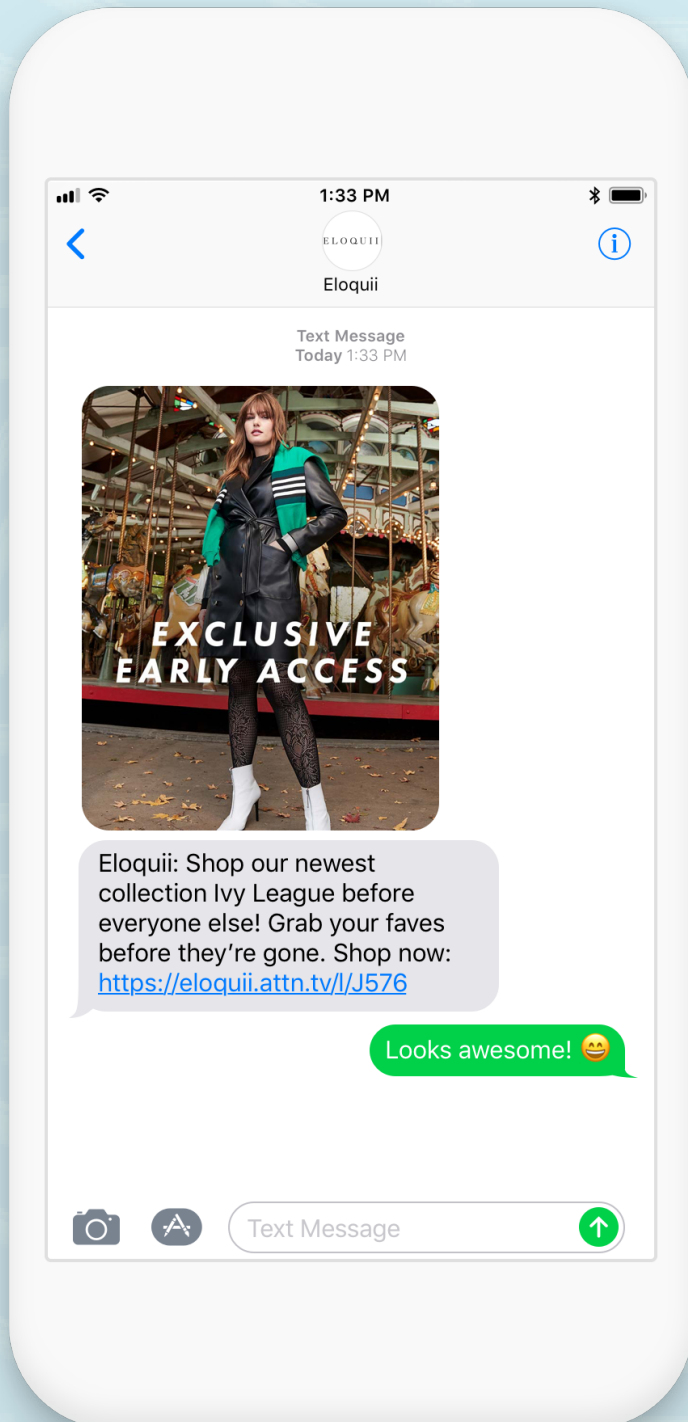 1:33 PM
ELOQUII
Eloquii
Text Message
Today 1:33 PM
EXCLUSIVE
EARLY ACCESS
Eloquii: Shop our newest
collection Ivy League before
everyone else! Grab your faves
before they’re gone. Shop now:
https://eloquii.attn.tv/l/J576
Looks awesome! 😄
Text Message